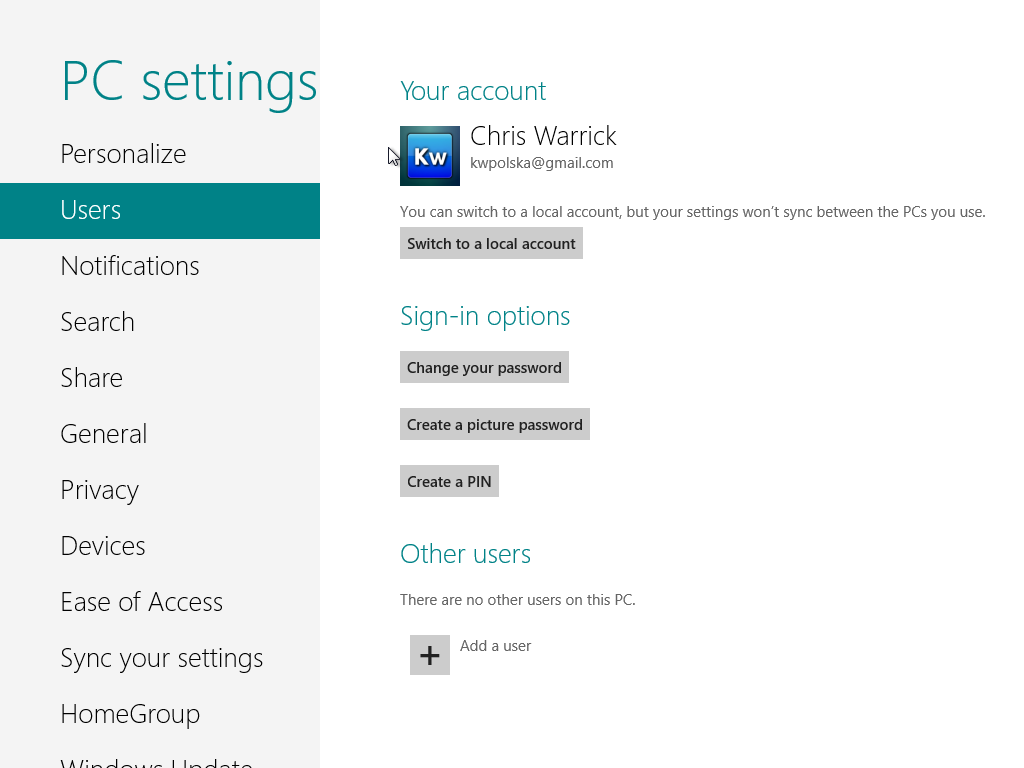 PC settings
Personalize
Users
Notifications
Search
Share
General
Privacy
Devices
Ease of Access
Sync your settings
HomeGroup
Windows Update
Your account
Kw
Chris Warrick
kwpolska@gmail.com
You can switch to a local account, but your settings won't sync between the PCs you use.
Switch to a local account
Sign-in options
Change your password
Create a picture password
Create a PIN
Other users
There are no other users on this PC.
+
Add a user